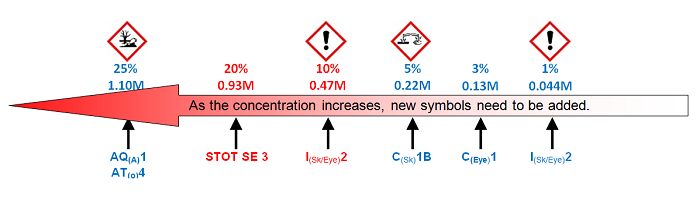 25% 20% 10% 5% 3% 1%
1.10M 0.93M 0.47M 0.22M 0.13M 0.044M
As the concentration increases, new symbols need to be added.
AQ(A)1 STOT SE 3 I(Sk/Eye)2 C(Sk)1B C(Eye)1 I(Sk/Eye)2
AT(o)4